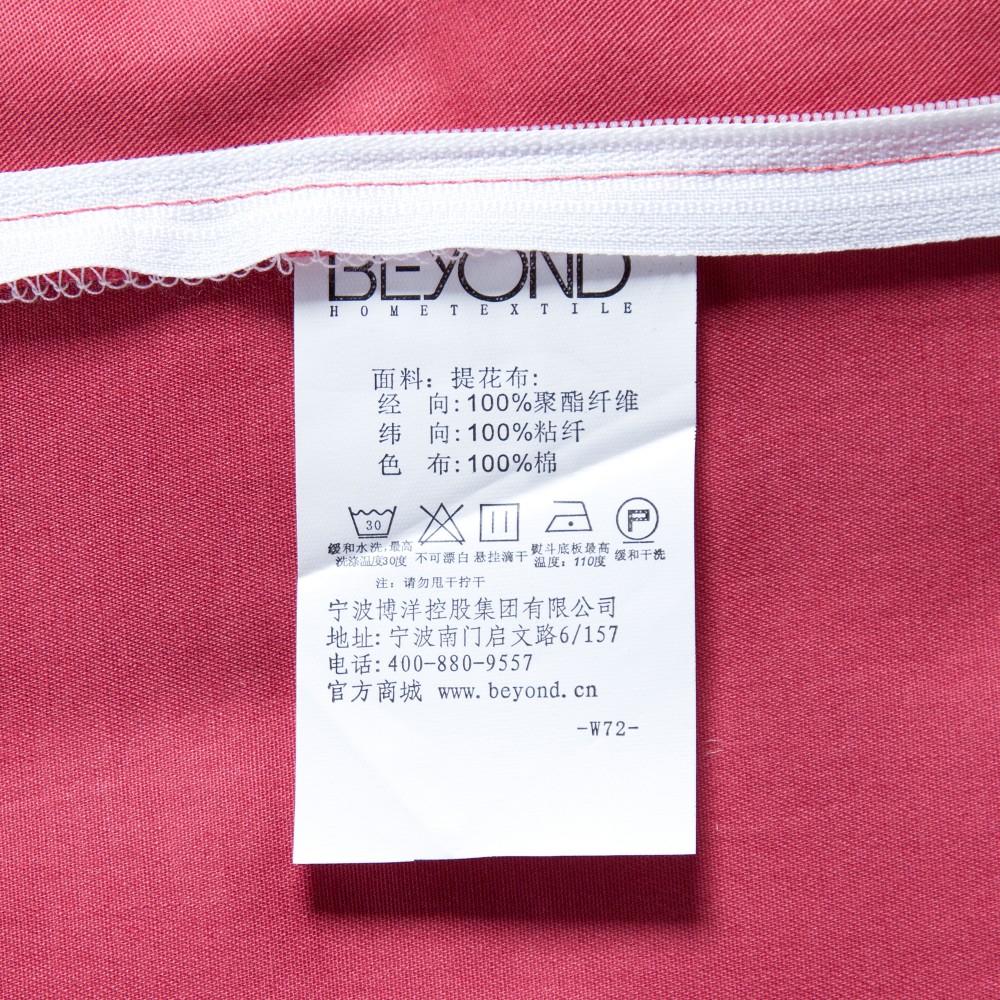 BEYOND
HOMETEXTILE
面料：提花布：
经 向：100%聚酯纤维
纬 向：100%粘纤
色 布：100%棉
30
P
缓和水洗，最高
洗涤温度30度
不可漂白
悬挂滴干
熨斗底板最高
温度：110度
缓和干洗
注：请勿甩干拧干
宁波博洋控股集团有限公司
地址：宁波南门启文路6/157
电话：400-880-9557
官方商城 www.beyond.cn
-W72-